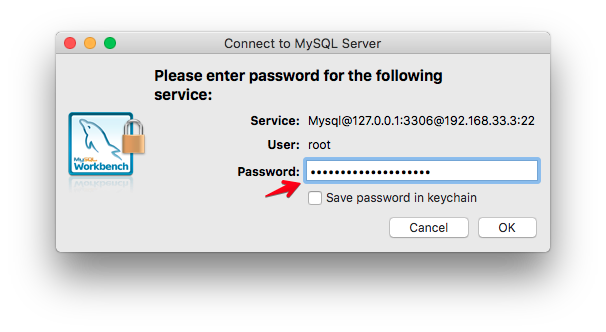 Connect to MySQL Server
Please enter password for the following
service:
Service: Mysql@127.0.0.1:3306@192.168.33.3:22
User: root
MySQL
Workbench
Password: ••••••••••••••••••••
Save password in keychain
Cancel OK